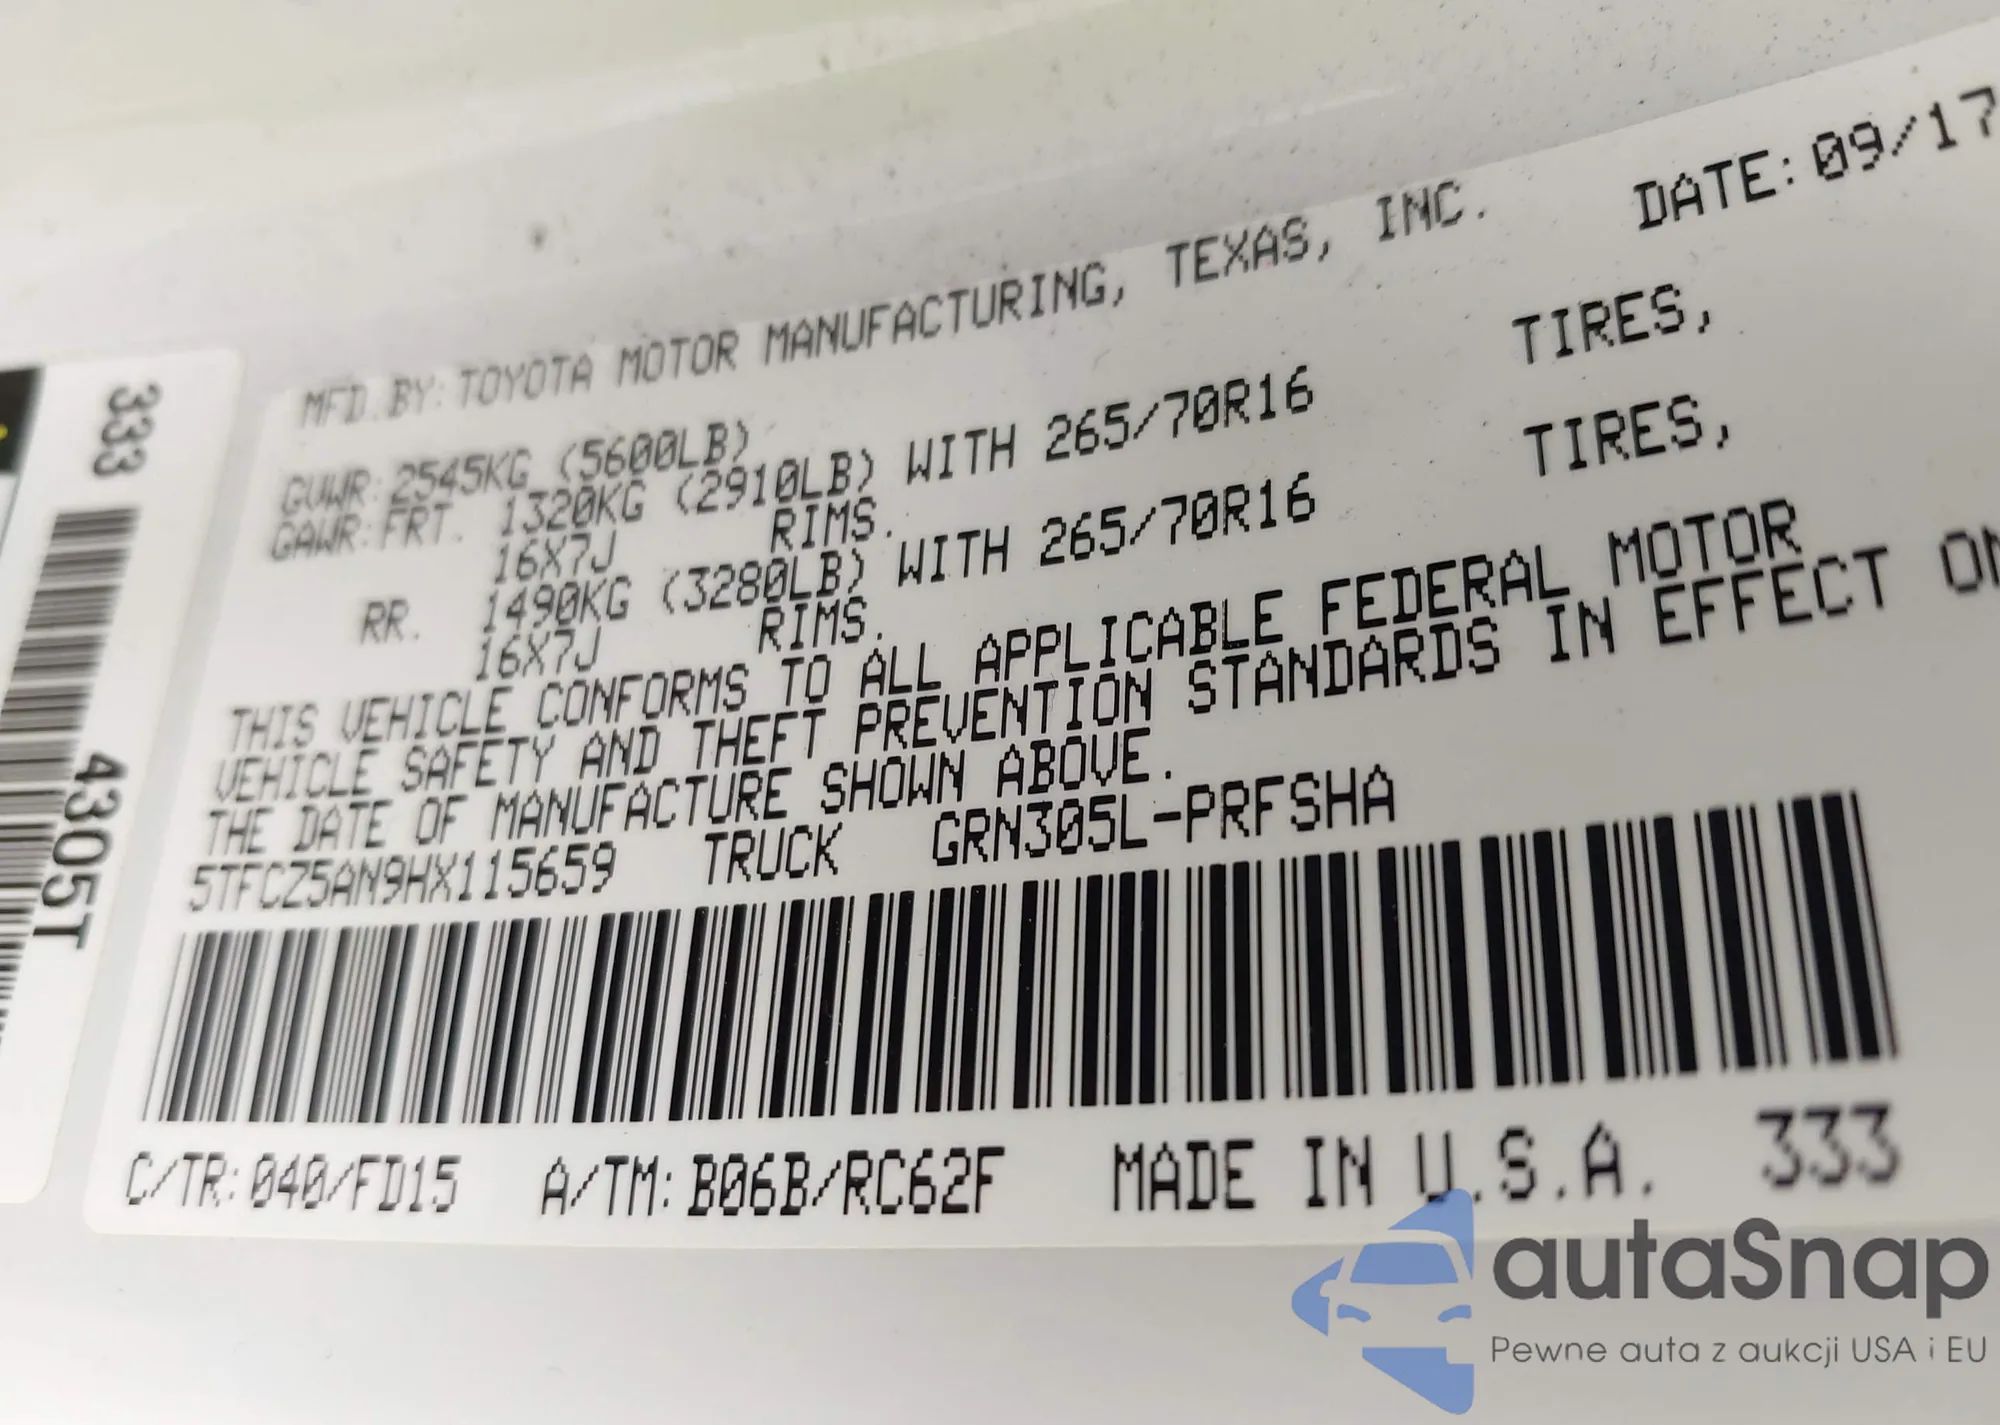 MFD.BY:TOYOTA MOTOR MANUFACTURING, TEXAS, INC. DATE:09/17
GVWR:2545KG (5600LB)
GAWR:FRT. 1320KG (2910LB) WITH 265/70R16 TIRES,
16X7J RIMS.
RR. 1490KG (3280LB) WITH 265/70R16 TIRES,
16X7J RIMS.
THIS VEHICLE CONFORMS TO ALL APPLICABLE FEDERAL MOTOR
VEHICLE SAFETY AND THEFT PREVENTION STANDARDS IN EFFECT ON
THE DATE OF MANUFACTURE SHOWN ABOVE.
5TFCZ5AN9HX115659 TRUCK GRN305L-PRFSHA
C/TR:040/FD15 A/TM:B06B/RC62F MADE IN U.S.A. 333
333
4305T
autaSnap
Pewne auta z aukcji USA i EU